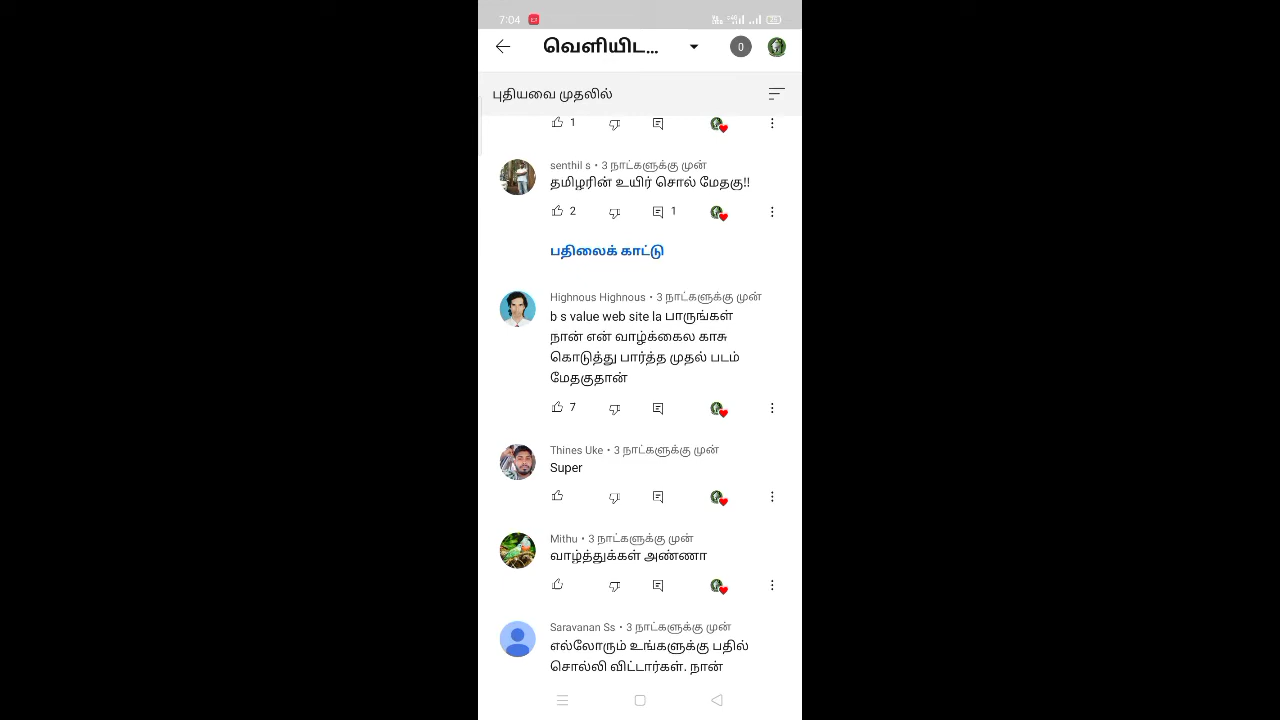 7:04
வெளியிட...
0
புதியவை முதலில்
1
senthil s • 3 நாட்களுக்கு முன்
தமிழரின் உயிர் சொல் மேதகு!!
2 1
பதிலைக் காட்டு
Highnous Highnous • 3 நாட்களுக்கு முன்
b s value web site la பாருங்கள்
நான் என் வாழ்க்கைல காசு
கொடுத்து பார்த்த முதல் படம்
மேதகுதான்
7
Thines Uke • 3 நாட்களுக்கு முன்
Super
Mithu • 3 நாட்களுக்கு முன்
வாழ்த்துக்கள் அண்ணா
Saravanan Ss • 3 நாட்களுக்கு முன்
எல்லோரும் உங்களுக்கு பதில்
சொல்லி விட்டார்கள். நான்